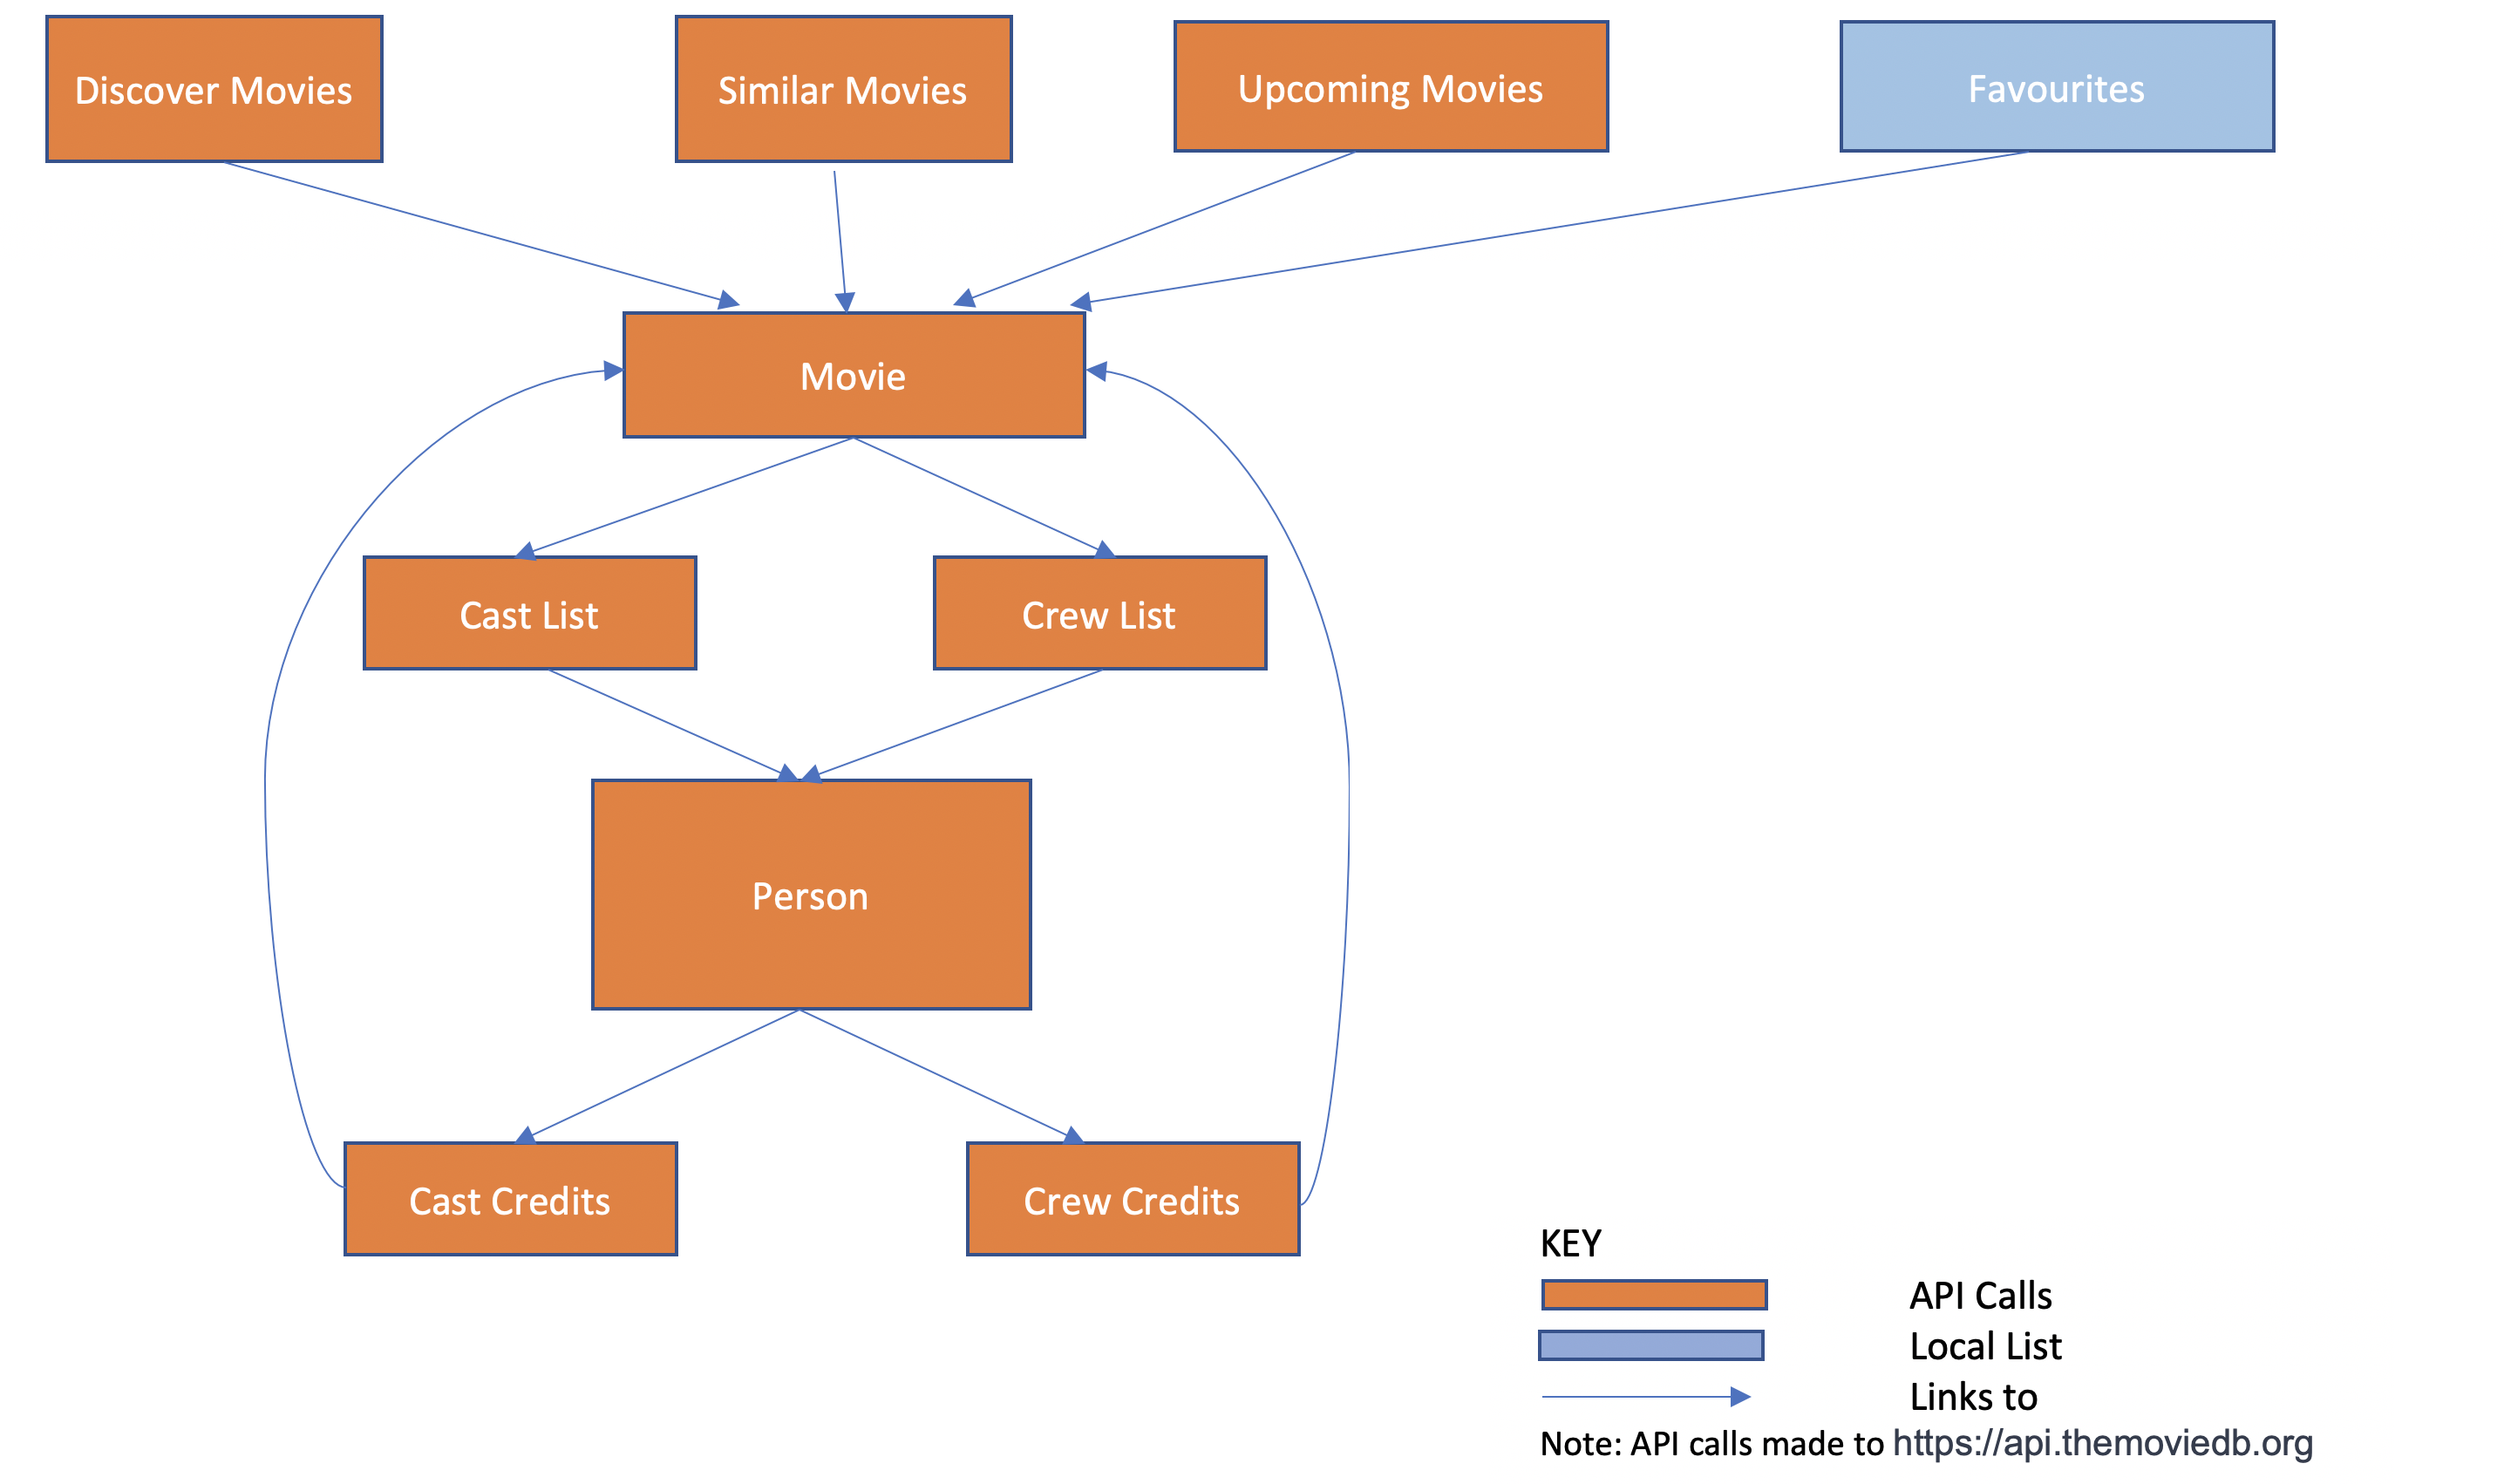 Discover Movies
Similar Movies
Upcoming Movies
Favourites
Movie
Cast List
Crew List
Person
Cast Credits
Crew Credits
KEY
API Calls
Local List
Links to
Note: API calls made to https://api.themoviedb.org